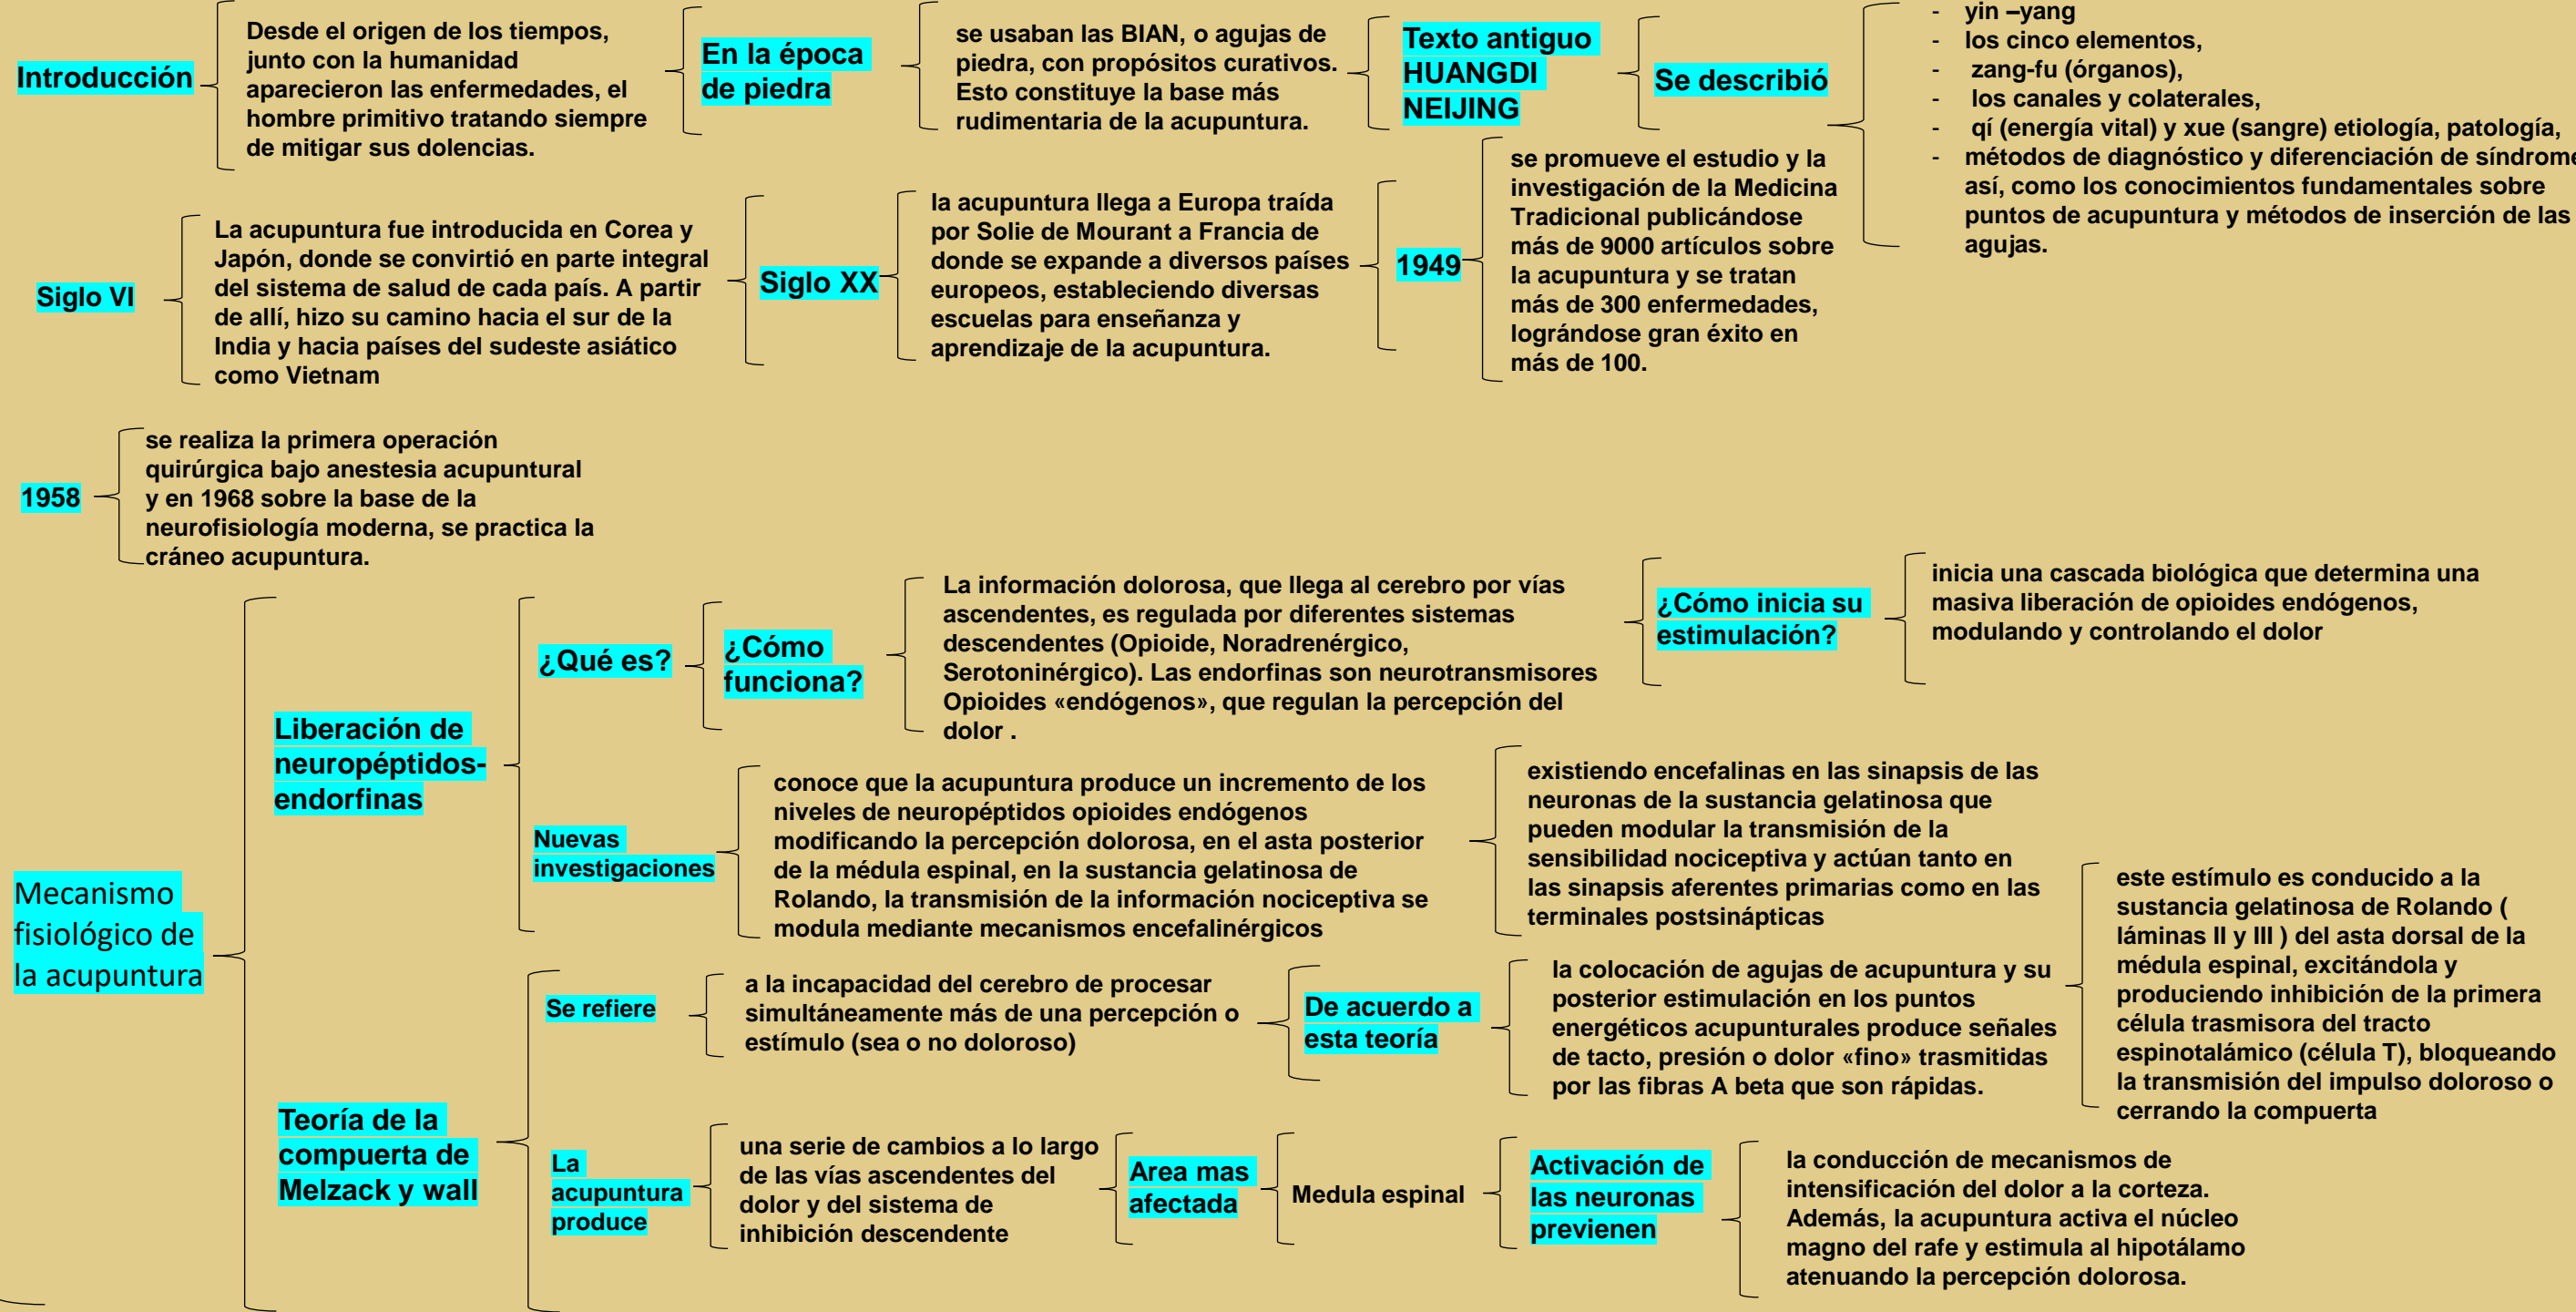 Introducción
Desde el origen de los tiempos,
junto con la humanidad
aparecieron las enfermedades, el
hombre primitivo tratando siempre
de mitigar sus dolencias.
En la época
de piedra
se usaban las BIAN, o agujas de
piedra, con propósitos curativos.
Esto constituye la base más
rudimentaria de la acupuntura.
Texto antiguo
HUANGDI
NEIJING
Se describió
- yin –yang
- los cinco elementos,
- zang-fu (órganos),
- los canales y colaterales,
- qí (energía vital) y xue (sangre) etiología, patología,
- métodos de diagnóstico y diferenciación de síndrome
así, como los conocimientos fundamentales sobre
puntos de acupuntura y métodos de inserción de las
agujas.
Siglo VI
La acupuntura fue introducida en Corea y
Japón, donde se convirtió en parte integral
del sistema de salud de cada país. A partir
de allí, hizo su camino hacia el sur de la
India y hacia países del sudeste asiático
como Vietnam
Siglo XX
la acupuntura llega a Europa traída
por Solie de Mourant a Francia de
donde se expande a diversos países
europeos, estableciendo diversas
escuelas para enseñanza y
aprendizaje de la acupuntura.
1949
se promueve el estudio y la
investigación de la Medicina
Tradicional publicándose
más de 9000 artículos sobre
la acupuntura y se tratan
más de 300 enfermedades,
lográndose gran éxito en
más de 100.
1958
se realiza la primera operación
quirúrgica bajo anestesia acupuntural
y en 1968 sobre la base de la
neurofisiología moderna, se practica la
cráneo acupuntura.
Mecanismo
fisiológico de
la acupuntura
Liberación de
neuropéptidos-
endorfinas
¿Qué es?
¿Cómo
funciona?
La información dolorosa, que llega al cerebro por vías
ascendentes, es regulada por diferentes sistemas
descendentes (Opioide, Noradrenérgico,
Serotoninérgico). Las endorfinas son neurotransmisores
Opioides «endógenos», que regulan la percepción del
dolor .
¿Cómo inicia su
estimulación?
inicia una cascada biológica que determina una
masiva liberación de opioides endógenos,
modulando y controlando el dolor
Nuevas
investigaciones
conoce que la acupuntura produce un incremento de los
niveles de neuropéptidos opioides endógenos
modificando la percepción dolorosa, en el asta posterior
de la médula espinal, en la sustancia gelatinosa de
Rolando, la transmisión de la información nociceptiva se
modula mediante mecanismos encefalinérgicos
existiendo encefalinas en las sinapsis de las
neuronas de la sustancia gelatinosa que
pueden modular la transmisión de la
sensibilidad nociceptiva y actúan tanto en
las sinapsis aferentes primarias como en las
terminales postsinápticas
Teoría de la
compuerta de
Melzack y wall
Se refiere
a la incapacidad del cerebro de procesar
simultáneamente más de una percepción o
estímulo (sea o no doloroso)
De acuerdo a
esta teoría
la colocación de agujas de acupuntura y su
posterior estimulación en los puntos
energéticos acupunturales produce señales
de tacto, presión o dolor «fino» trasmitidas
por las fibras A beta que son rápidas.
este estímulo es conducido a la
sustancia gelatinosa de Rolando (
láminas II y III ) del asta dorsal de la
médula espinal, excitándola y
produciendo inhibición de la primera
célula trasmisora del tracto
espinotalámico (célula T), bloqueando
la transmisión del impulso doloroso o
cerrando la compuerta
La
acupuntura
produce
una serie de cambios a lo largo
de las vías ascendentes del
dolor y del sistema de
inhibición descendente
Area mas
afectada
Medula espinal
Activación de
las neuronas
previenen
la conducción de mecanismos de
intensificación del dolor a la corteza.
Además, la acupuntura activa el núcleo
magno del rafe y estimula al hipotálamo
atenuando la percepción dolorosa.